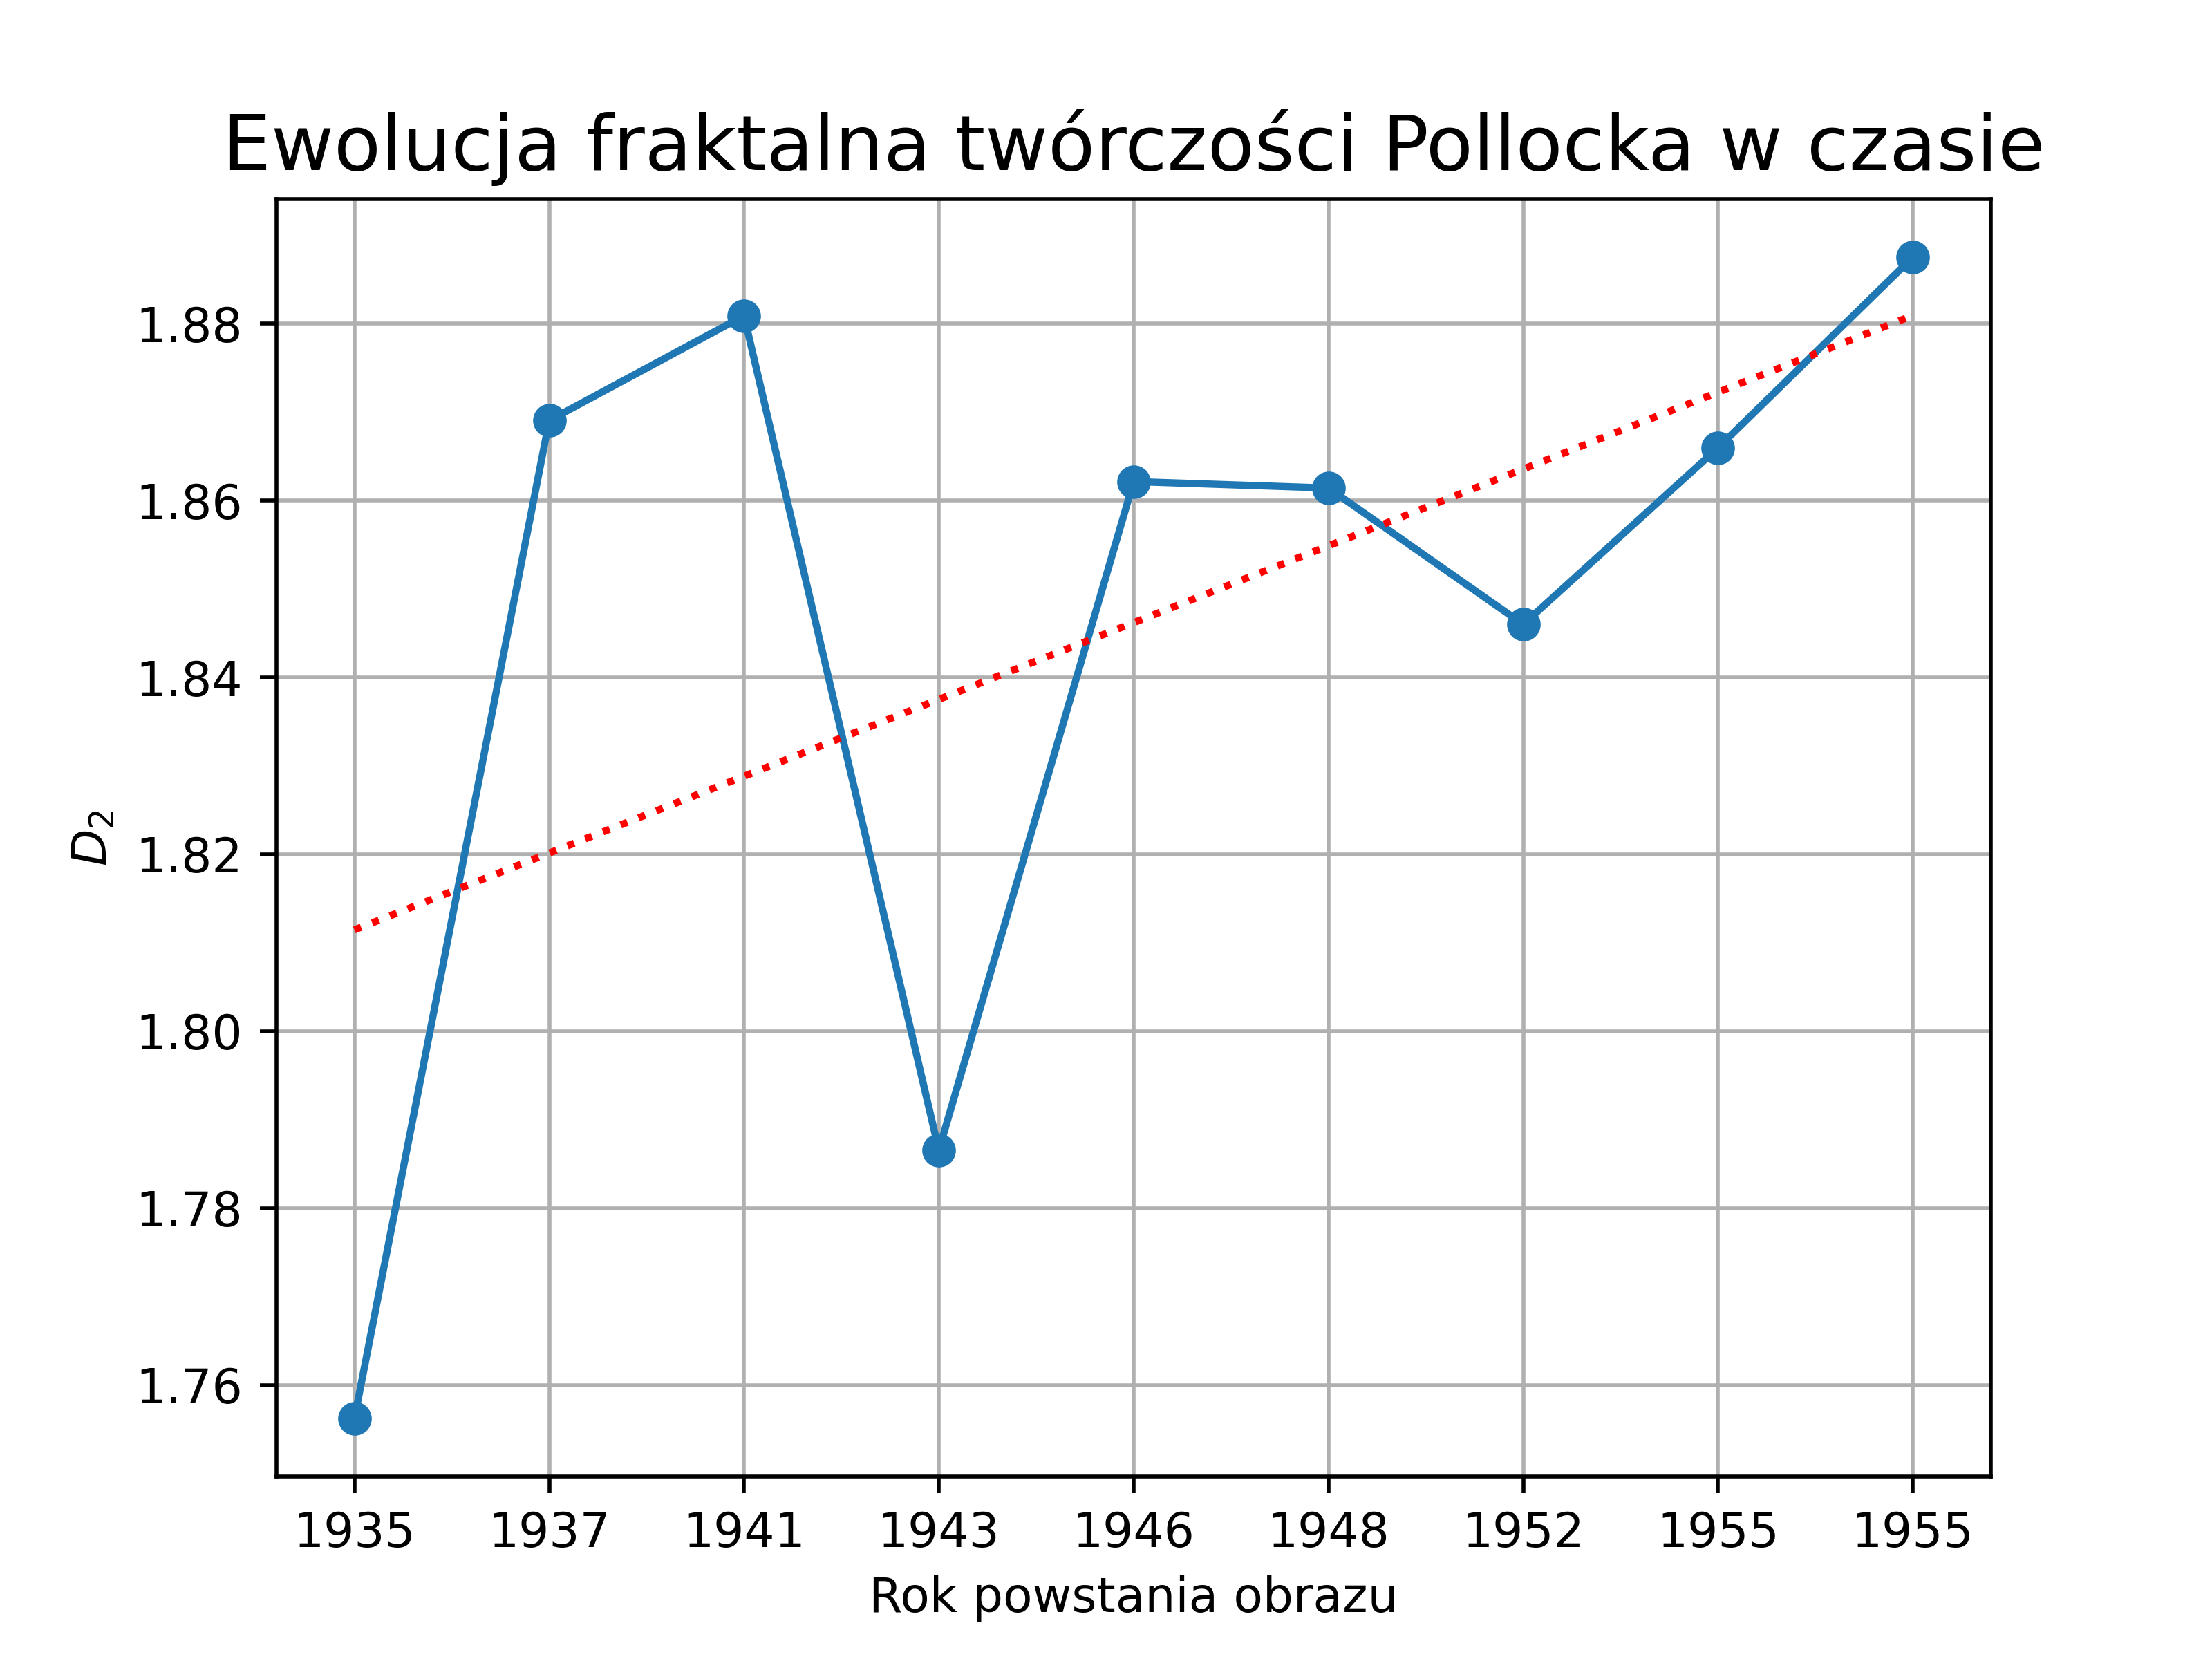 Ewolucja fraktalna twórczości Pollocka w czasie
1.88
1.86
1.84
1.82
1.80
1.78
1.76
D₂
1935 1937 1941 1943 1946 1948 1952 1955 1955
Rok powstania obrazu